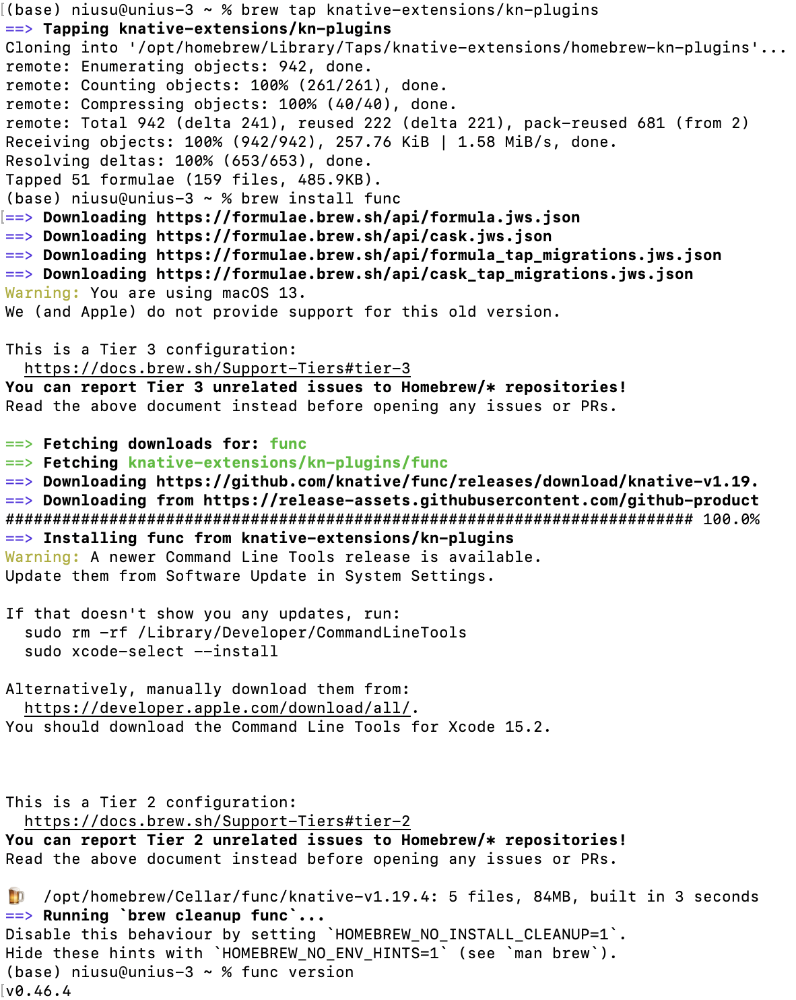 (base) niusu@unius-3 ~ % brew tap knative-extensions/kn-plugins
==> Tapping knative-extensions/kn-plugins
Cloning into '/opt/homebrew/Library/Taps/knative-extensions/homebrew-kn-plugins'...
remote: Enumerating objects: 942, done.
remote: Counting objects: 100% (261/261), done.
remote: Compressing objects: 100% (40/40), done.
remote: Total 942 (delta 241), reused 222 (delta 221), pack-reused 681 (from 2)
Receiving objects: 100% (942/942), 257.76 KiB | 1.58 MiB/s, done.
Resolving deltas: 100% (653/653), done.
Tapped 51 formulae (159 files, 485.9KB).
(base) niusu@unius-3 ~ % brew install func
==> Downloading https://formulae.brew.sh/api/formula.jws.json
==> Downloading https://formulae.brew.sh/api/cask.jws.json
==> Downloading https://formulae.brew.sh/api/formula_tap_migrations.jws.json
==> Downloading https://formulae.brew.sh/api/cask_tap_migrations.jws.json
Warning: You are using macOS 13.
We (and Apple) do not provide support for this old version.
This is a Tier 3 configuration:
https://docs.brew.sh/Support-Tiers#tier-3
You can report Tier 3 unrelated issues to Homebrew/* repositories!
Read the above document instead before opening any issues or PRs.
==> Fetching downloads for: func
==> Fetching knative-extensions/kn-plugins/func
==> Downloading https://github.com/knative/func/releases/download/knative-v1.19.
==> Downloading from https://release-assets.githubusercontent.com/github-product
######################################################################### 100.0%
==> Installing func from knative-extensions/kn-plugins
Warning: A newer Command Line Tools release is available.
Update them from Software Update in System Settings.
If that doesn't show you any updates, run:
sudo rm -rf /Library/Developer/CommandLineTools
sudo xcode-select --install
Alternatively, manually download them from:
https://developer.apple.com/download/all/.
You should download the Command Line Tools for Xcode 15.2.
This is a Tier 2 configuration:
https://docs.brew.sh/Support-Tiers#tier-2
You can report Tier 2 unrelated issues to Homebrew/* repositories!
Read the above document instead before opening any issues or PRs.
🍺 /opt/homebrew/Cellar/func/knative-v1.19.4: 5 files, 84MB, built in 3 seconds
==> Running `brew cleanup func`...
Disable this behaviour by setting `HOMEBREW_NO_INSTALL_CLEANUP=1`.
Hide these hints with `HOMEBREW_NO_ENV_HINTS=1` (see `man brew`).
(base) niusu@unius-3 ~ % func version
v0.46.4